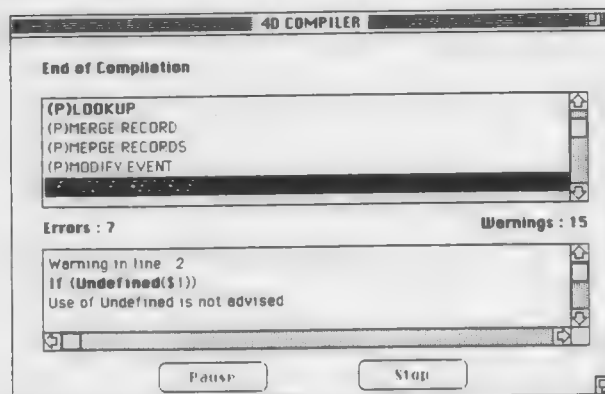 4D COMPILER
End of Compilation
(P)LOOKUP
(P)MERGE RECORD
(P)MERGE RECORDS
(P)MODIFY EVENT
Errors : 7 Warnings : 15
Warning in line 2
If (Undefined($1))
Use of Undefined is not advised
Pause Stop